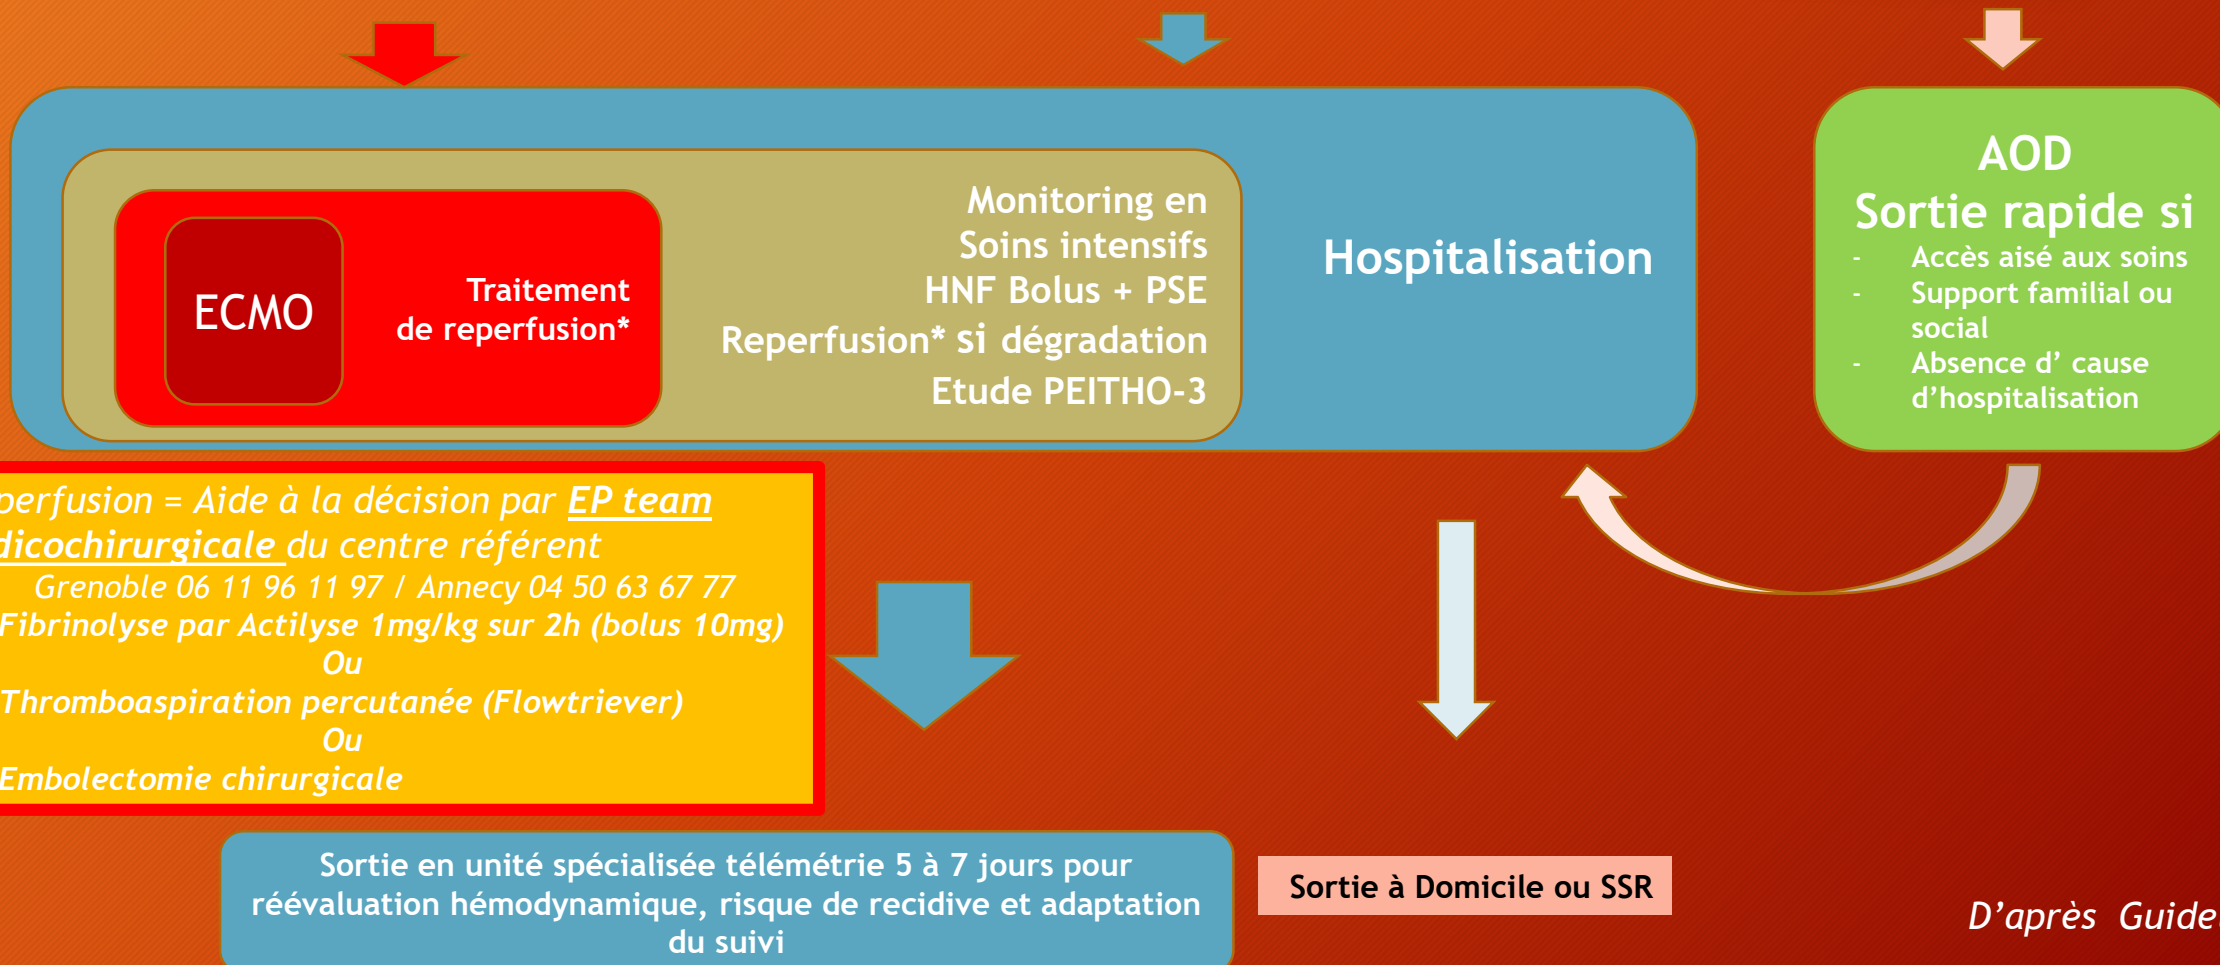 ECMO
Traitement
de reperfusion*
Monitoring en
Soins intensifs
HNF Bolus + PSE
Reperfusion* si dégradation
Etude PEITHO-3
Hospitalisation
AOD
Sortie rapide si
- Accès aisé aux soins
- Support familial ou
social
- Absence d’ cause
d’hospitalisation
perfusion = Aide à la décision par EP team
dicochirurgicale du centre référent
Grenoble 06 11 96 11 97 / Annecy 04 50 63 67 77
Fibrinolyse par Actilyse 1mg/kg sur 2h (bolus 10mg)
Ou
Thromboaspiration percutanée (Flowtriever)
Ou
Embolectomie chirurgicale
Sortie en unité spécialisée télémétrie 5 à 7 jours pour
réévaluation hémodynamique, risque de recidive et adaptation
du suivi
Sortie à Domicile ou SSR
D’après Guide